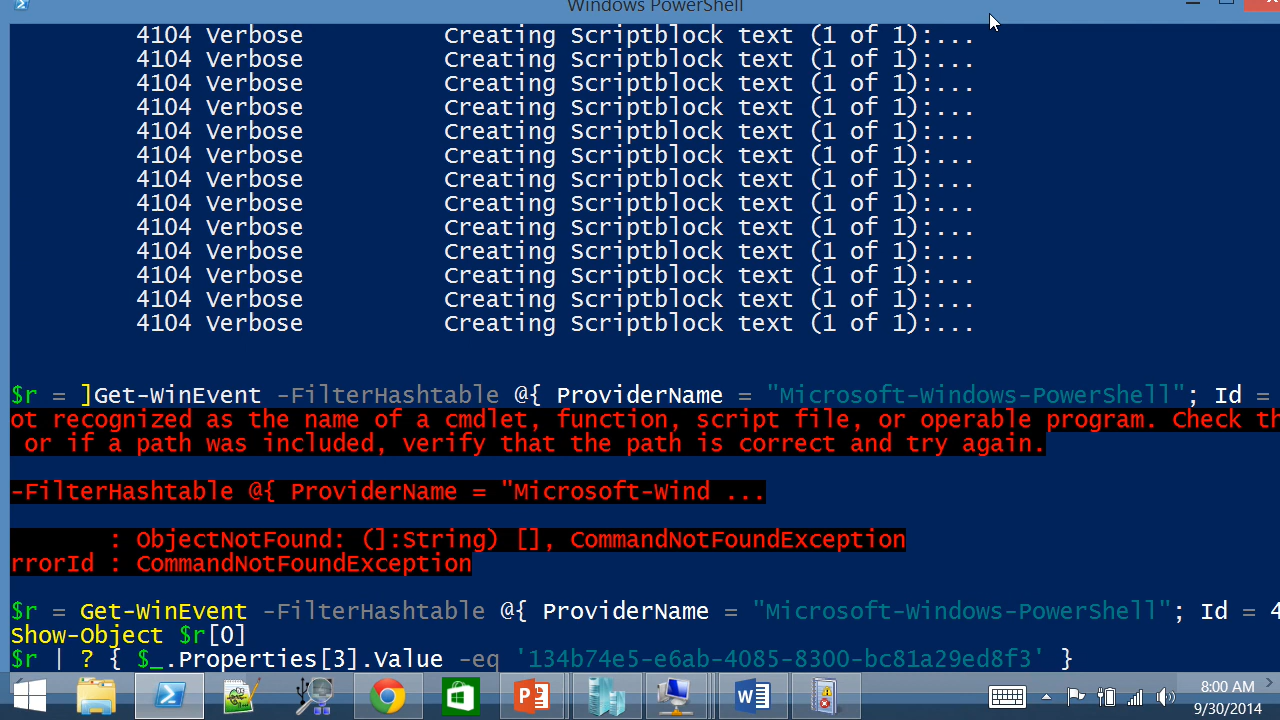 Windows PowerShell
4104 Verbose Creating Scriptblock text (1 of 1):...
4104 Verbose Creating Scriptblock text (1 of 1):...
4104 Verbose Creating Scriptblock text (1 of 1):...
4104 Verbose Creating Scriptblock text (1 of 1):...
4104 Verbose Creating Scriptblock text (1 of 1):...
4104 Verbose Creating Scriptblock text (1 of 1):...
4104 Verbose Creating Scriptblock text (1 of 1):...
4104 Verbose Creating Scriptblock text (1 of 1):...
4104 Verbose Creating Scriptblock text (1 of 1):...
4104 Verbose Creating Scriptblock text (1 of 1):...
4104 Verbose Creating Scriptblock text (1 of 1):...
4104 Verbose Creating Scriptblock text (1 of 1):...
4104 Verbose Creating Scriptblock text (1 of 1):...
$r = ]Get-WinEvent -FilterHashtable @{ ProviderName = "Microsoft-Windows-PowerShell"; Id =
ot recognized as the name of a cmdlet, function, script file, or operable program. Check th
or if a path was included, verify that the path is correct and try again.
-FilterHashtable @{ ProviderName = "Microsoft-Wind ...
: ObjectNotFound: (]:String) [], CommandNotFoundException
rrorId : CommandNotFoundException
$r = Get-WinEvent -FilterHashtable @{ ProviderName = "Microsoft-Windows-PowerShell"; Id = 4
Show-Object $r[0]
$r | ? { $_.Properties[3].Value -eq '134b74e5-e6ab-4085-8300-bc81a29ed8f3' }
8:00 AM
9/30/2014